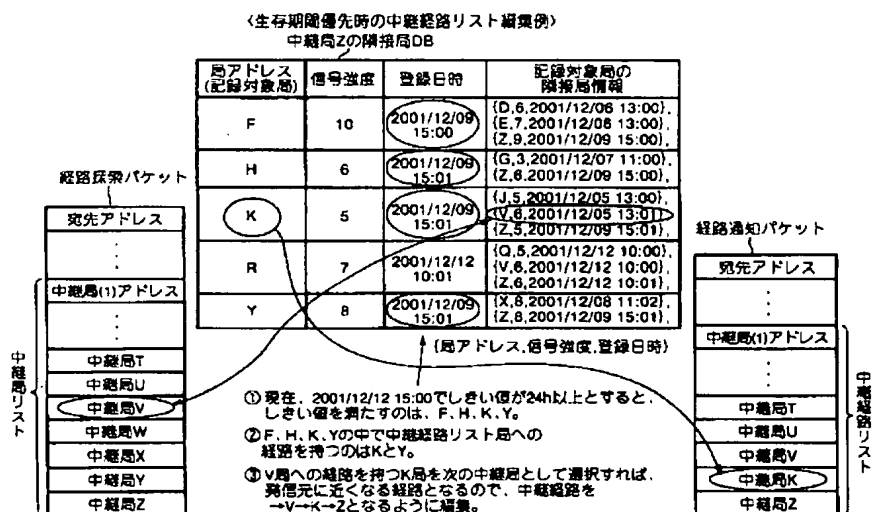 〈生存期間優先時の中継経路リスト編集例〉
中継局Zの隣接局DB
局アドレス
(記録対象局)
信号強度
登録日時
記録対象局の
隣接局情報
F
10
2001/12/09
15:00
{D,6,2001/12/06 13:00},
{E,7,2001/12/06 13:00},
{Z,9,2001/12/09 15:00},
H
6
2001/12/09
15:01
{G,3,2001/12/07 11:00},
{Z,6,2001/12/09 15:00},
K
5
2001/12/09
15:01
{J,5,2001/12/05 13:00},
{V,6,2001/12/05 13:01},
{Z,5,2001/12/09 15:01},
R
7
2001/12/12
10:01
{Q,5,2001/12/12 10:00},
{V,6,2001/12/12 10:00},
{Z,6,2001/12/12 10:01},
Y
8
2001/12/09
15:01
{X,8,2001/12/08 11:02},
{Z,8,2001/12/09 15:01},
{局アドレス,信号強度,登録日時}
経路探索パケット
宛先アドレス
中継局(1)アドレス
中継局T
中継局U
中継局V
中継局W
中継局X
中継局Y
中継局Z
中継局リスト
①現在、2001/12/12 15:00でしきい値が24h以上とすると、
しきい値を満たすのは、F、H、K、Y。
②F、H、K、Yの中で中継経路リスト局への
経路を持つのはKとY。
③V局への経路を持つK局を次の中継局として選択すれば、
発信元に近くなる経路となるので、中継経路を
→V→K→Zとなるように編集。
経路通知パケット
宛先アドレス
中継局(1)アドレス
中継局T
中継局U
中継局V
中継局K
中継局Z
中継経路リスト